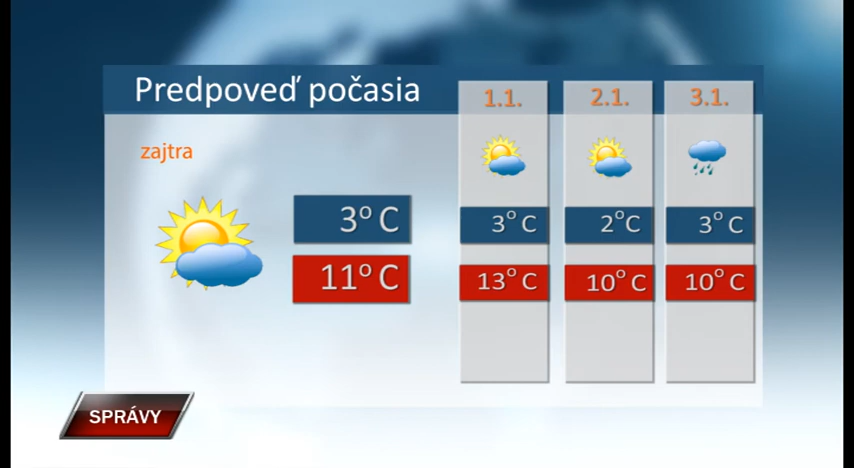 Predpoveď počasia
zajtra
3° C
11° C
1.1.
3° C
13° C
2.1.
2°C
10° C
3.1.
3° C
10° C
SPRÁVY